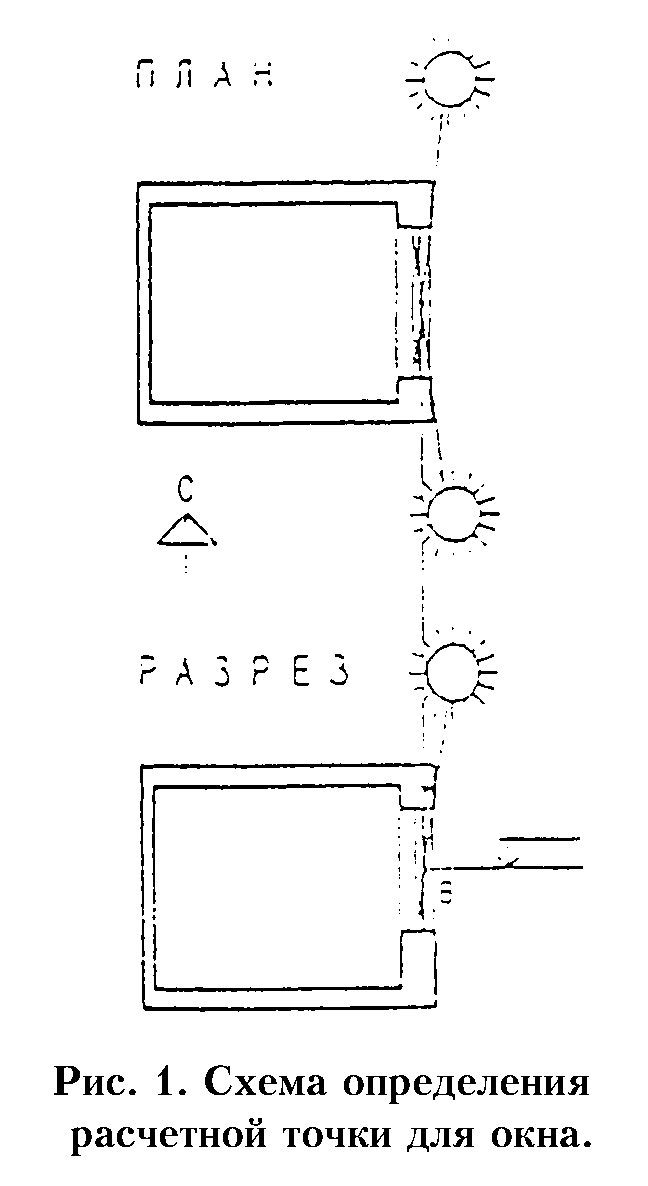 ПЛАН
С
РАЗРЕЗ
В
Рис. 1. Схема определения
расчетной точки для окна.